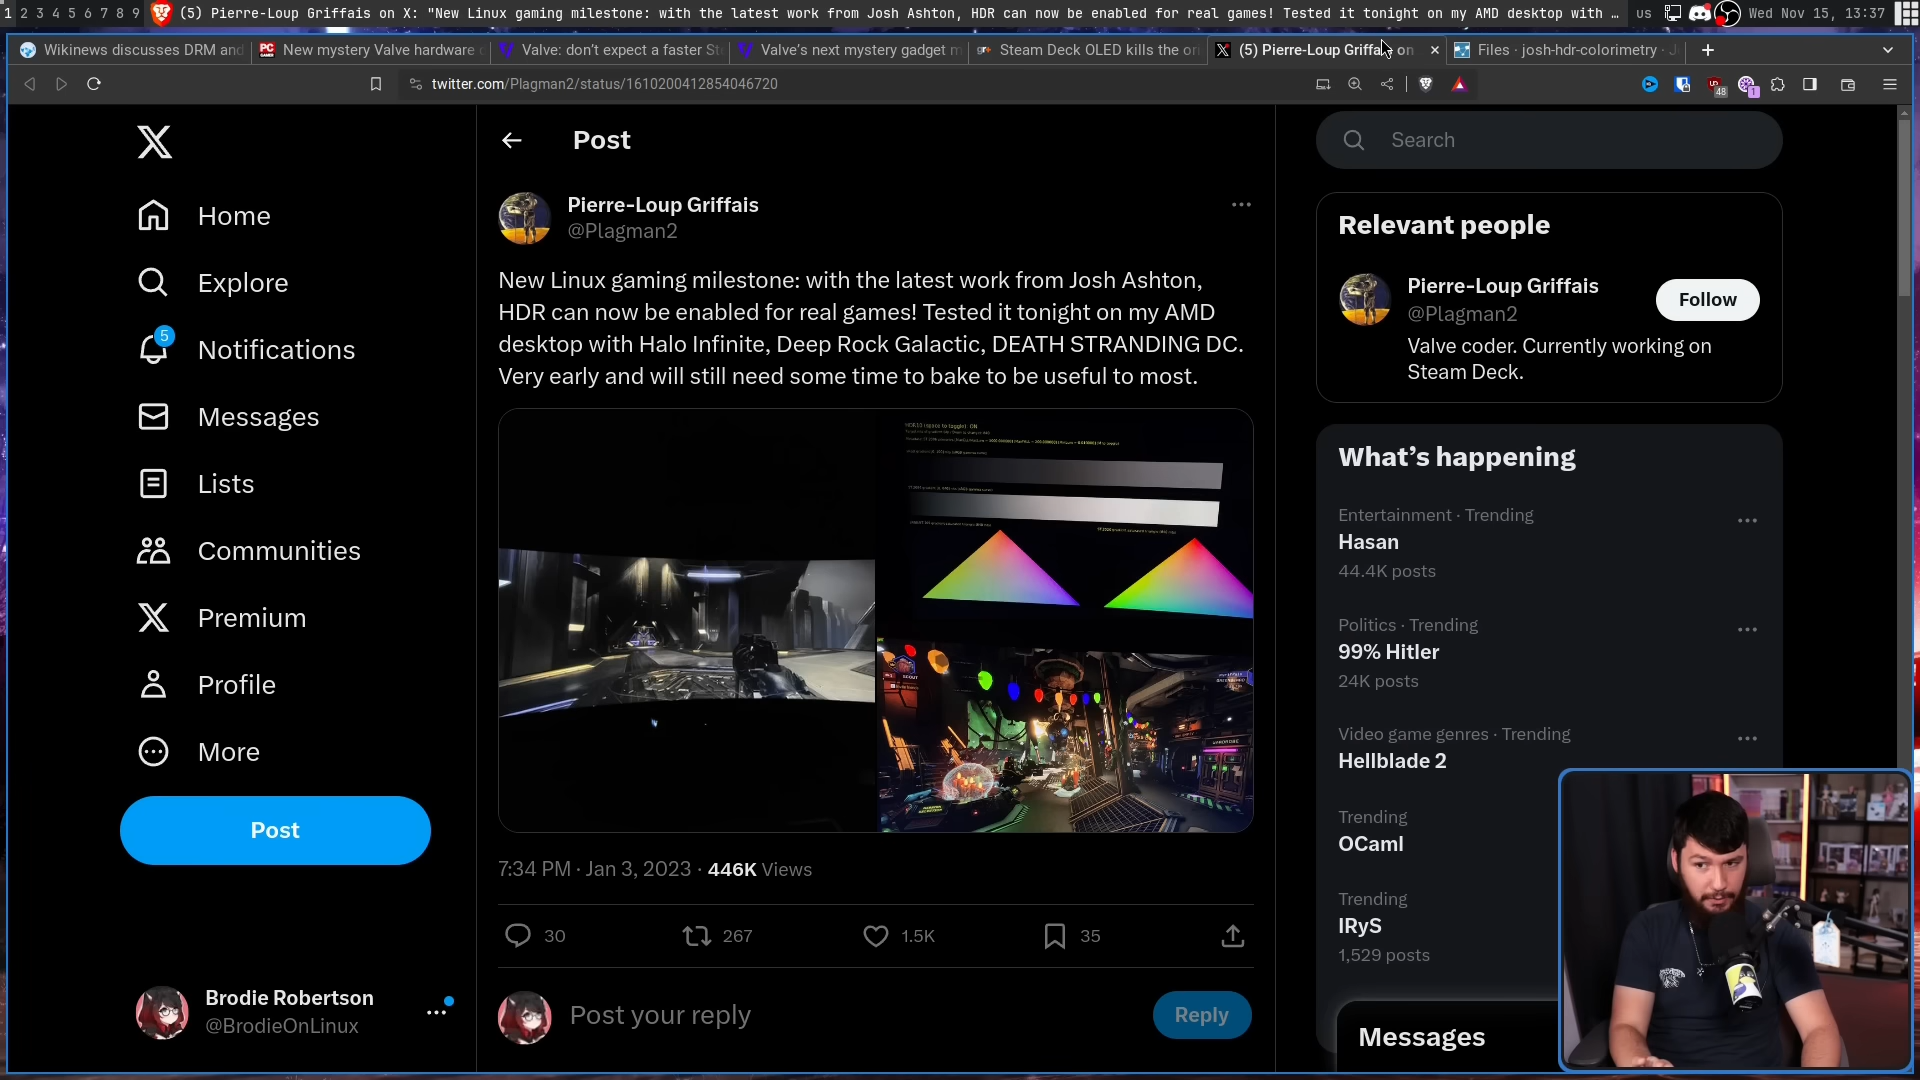 1 2 3 4 5 6 7 8 9 (5) Pierre-Loup Griffais on X: "New Linux gaming milestone: with the latest work from Josh Ashton, HDR can now be enabled for real games! Tested it tonight on my AMD desktop with … us Wed Nov 15, 13:37
Wikinews discusses DRM and
New mystery Valve hardware
Valve: don't expect a faster St
Valve's next mystery gadget m
Steam Deck OLED kills the ori
(5) Pierre-Loup Griffais on
Files · josh-hdr-colorimetry · J
twitter.com/Plagman2/status/1610200412854046720
48
1
Home
Explore
5
Notifications
Messages
Lists
Communities
Premium
Profile
More
Post
Brodie Robertson
@BrodieOnLinux
Post
Pierre-Loup Griffais
@Plagman2
New Linux gaming milestone: with the latest work from Josh Ashton,
HDR can now be enabled for real games! Tested it tonight on my AMD
desktop with Halo Infinite, Deep Rock Galactic, DEATH STRANDING DC.
Very early and will still need some time to bake to be useful to most.
7:34 PM · Jan 3, 2023 · 446K Views
30 267 1.5K 35
Post your reply
Reply
Search
Relevant people
Pierre-Loup Griffais
@Plagman2
Follow
Valve coder. Currently working on
Steam Deck.
What's happening
Entertainment · Trending
Hasan
44.4K posts
Politics · Trending
99% Hitler
24K posts
Video game genres · Trending
Hellblade 2
Trending
OCaml
Trending
IRyS
1,529 posts
Messages